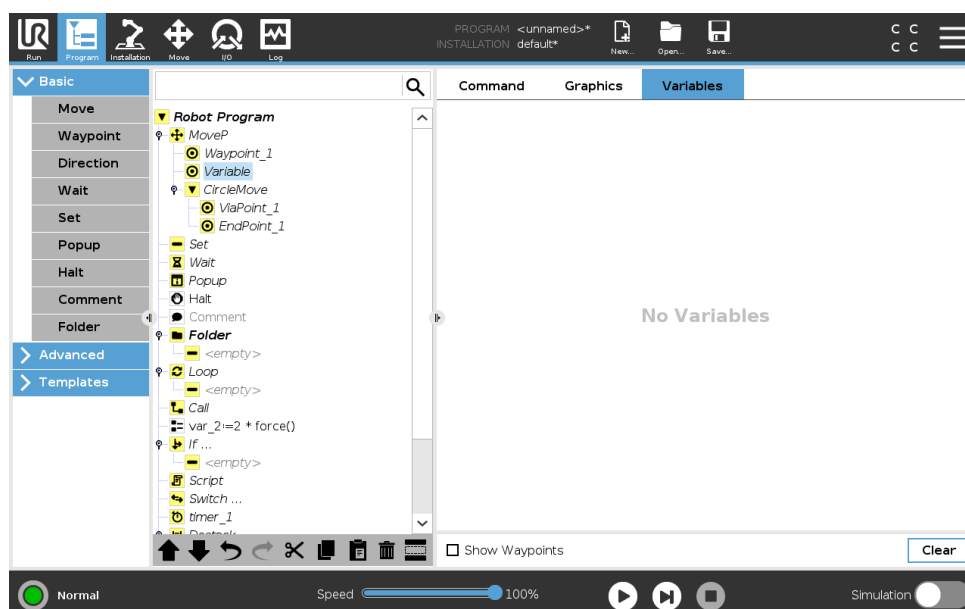 PROGRAM <unnamed>*
INSTALLATION default*
Run Program Installation Move I/O Log New... Open... Save...
C C
C C
Basic
Move
Waypoint
Direction
Wait
Set
Popup
Halt
Comment
Folder
Advanced
Templates
Robot Program
MoveP
Waypoint_1
Variable
CircleMove
ViaPoint_1
EndPoint_1
Set
Wait
Popup
Halt
Comment
Folder
<empty>
Loop
<empty>
Call
var_2:=2 * force()
If ...
<empty>
Script
Switch ...
timer_1
Command Graphics Variables
No Variables
Show Waypoints Clear
Normal Speed 100% Simulation